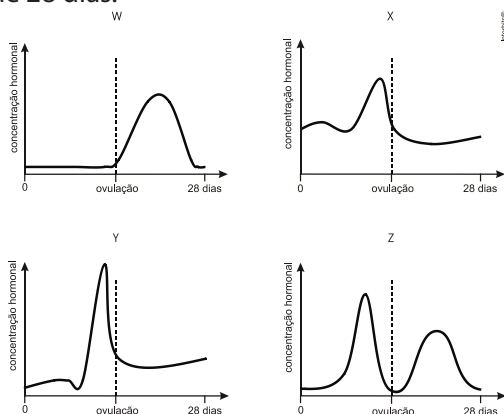 de 28 dias.
W
concentração hormonal
0
ovulação
28 dias
X
concentração hormonal
0
ovulação
28 dias
Y
concentração hormonal
0
ovulação
28 dias
Z
concentração hormonal
0
ovulação
28 dias